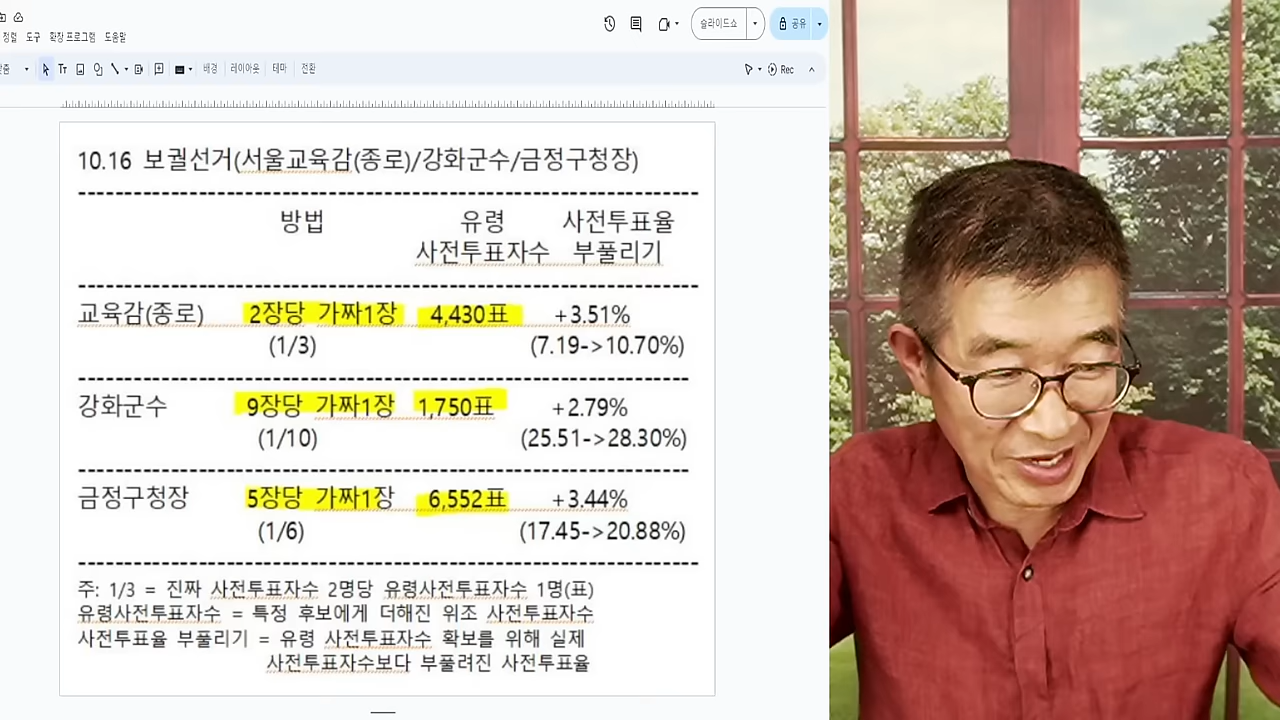 슬라이드쇼
공유
정렬 도구 확장 프로그램 도움말
배경 레이아웃 테마 전환
Rec
10.16 보궐선거(서울교육감(종로)/강화군수/금정구청장)
방법 유령 사전투표율
사전투표자수 부풀리기
교육감(종로) 2장당 가짜1장 4,430표 +3.51%
(1/3) (7.19->10.70%)
강화군수 9장당 가짜1장 1,750표 +2.79%
(1/10) (25.51->28.30%)
금정구청장 5장당 가짜1장 6,552표 +3.44%
(1/6) (17.45->20.88%)
주: 1/3 = 진짜 사전투표자수 2명당 유령사전투표자수 1명(표)
유령사전투표자수 = 특정 후보에게 더해진 위조 사전투표자수
사전투표율 부풀리기 = 유령 사전투표자수 확보를 위해 실제
사전투표자수보다 부풀려진 사전투표율